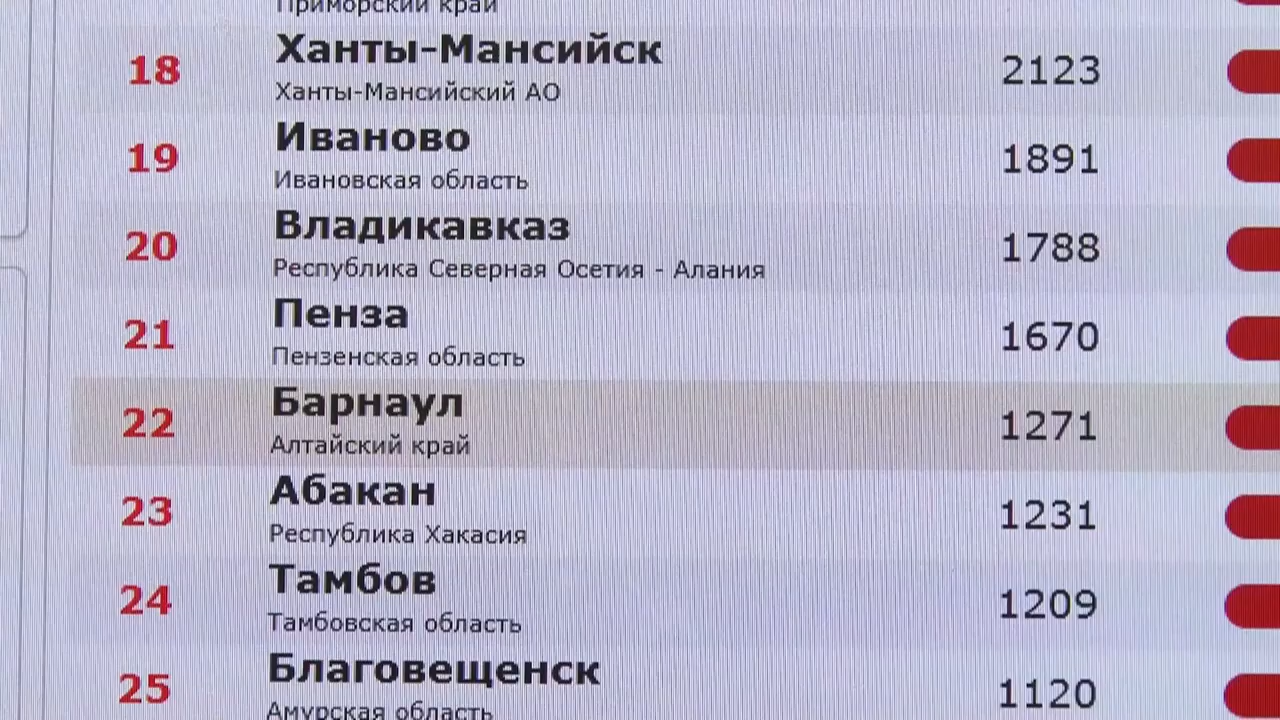 Приморский край
18
Ханты-Мансийск
2123
Ханты-Мансийский АО
19
Иваново
1891
Ивановская область
20
Владикавказ
1788
Республика Северная Осетия - Алания
21
Пенза
1670
Пензенская область
22
Барнаул
1271
Алтайский край
23
Абакан
1231
Республика Хакасия
24
Тамбов
1209
Тамбовская область
25
Благовещенск
1120
Амурская область